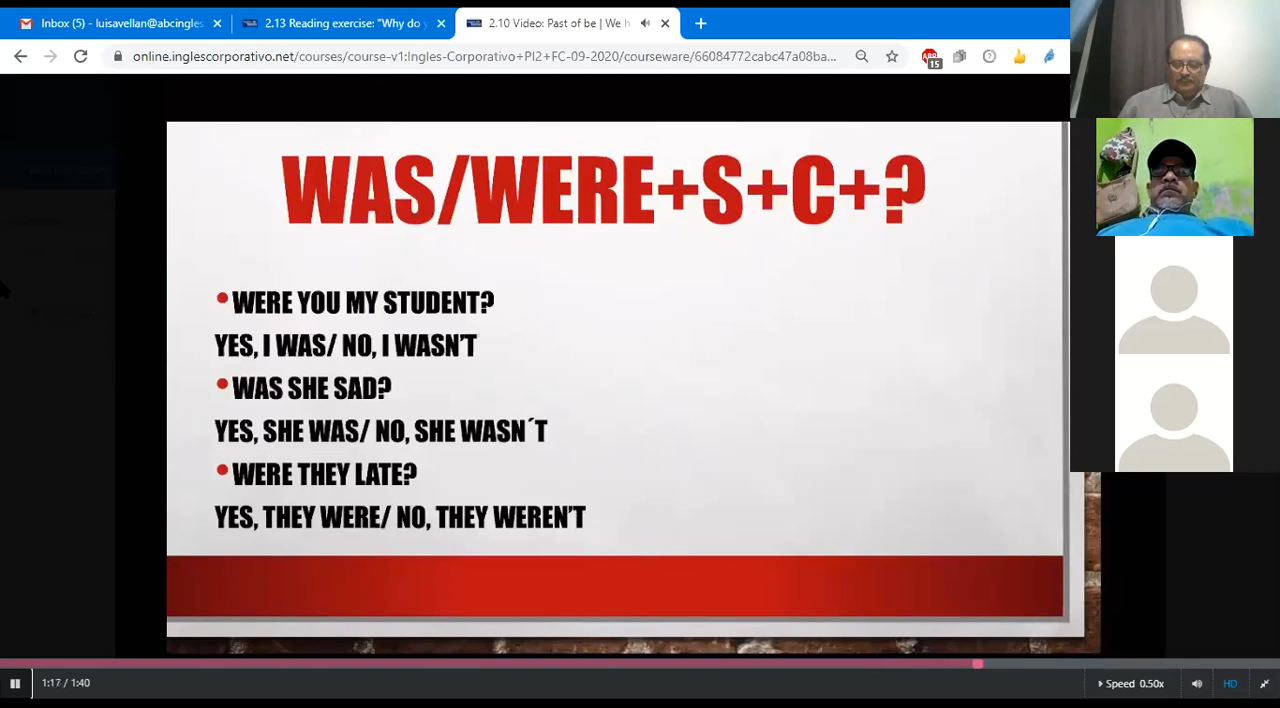 Inbox (5) - luisavellan@abcingles
2.13 Reading exercise: "Why do y
2.10 Video: Past of be | We h
online.inglescorporativo.net/courses/course-v1:Ingles-Corporativo+PI2+FC-09-2020/courseware/66084772cabc47a08ba...
15
WAS/WERE+S+C+?
•WERE YOU MY STUDENT?
YES, I WAS/ NO, I WASN'T
•WAS SHE SAD?
YES, SHE WAS/ NO, SHE WASN´T
•WERE THEY LATE?
YES, THEY WERE/ NO, THEY WEREN'T
1:17 / 1:40
Speed 0.50x
HD